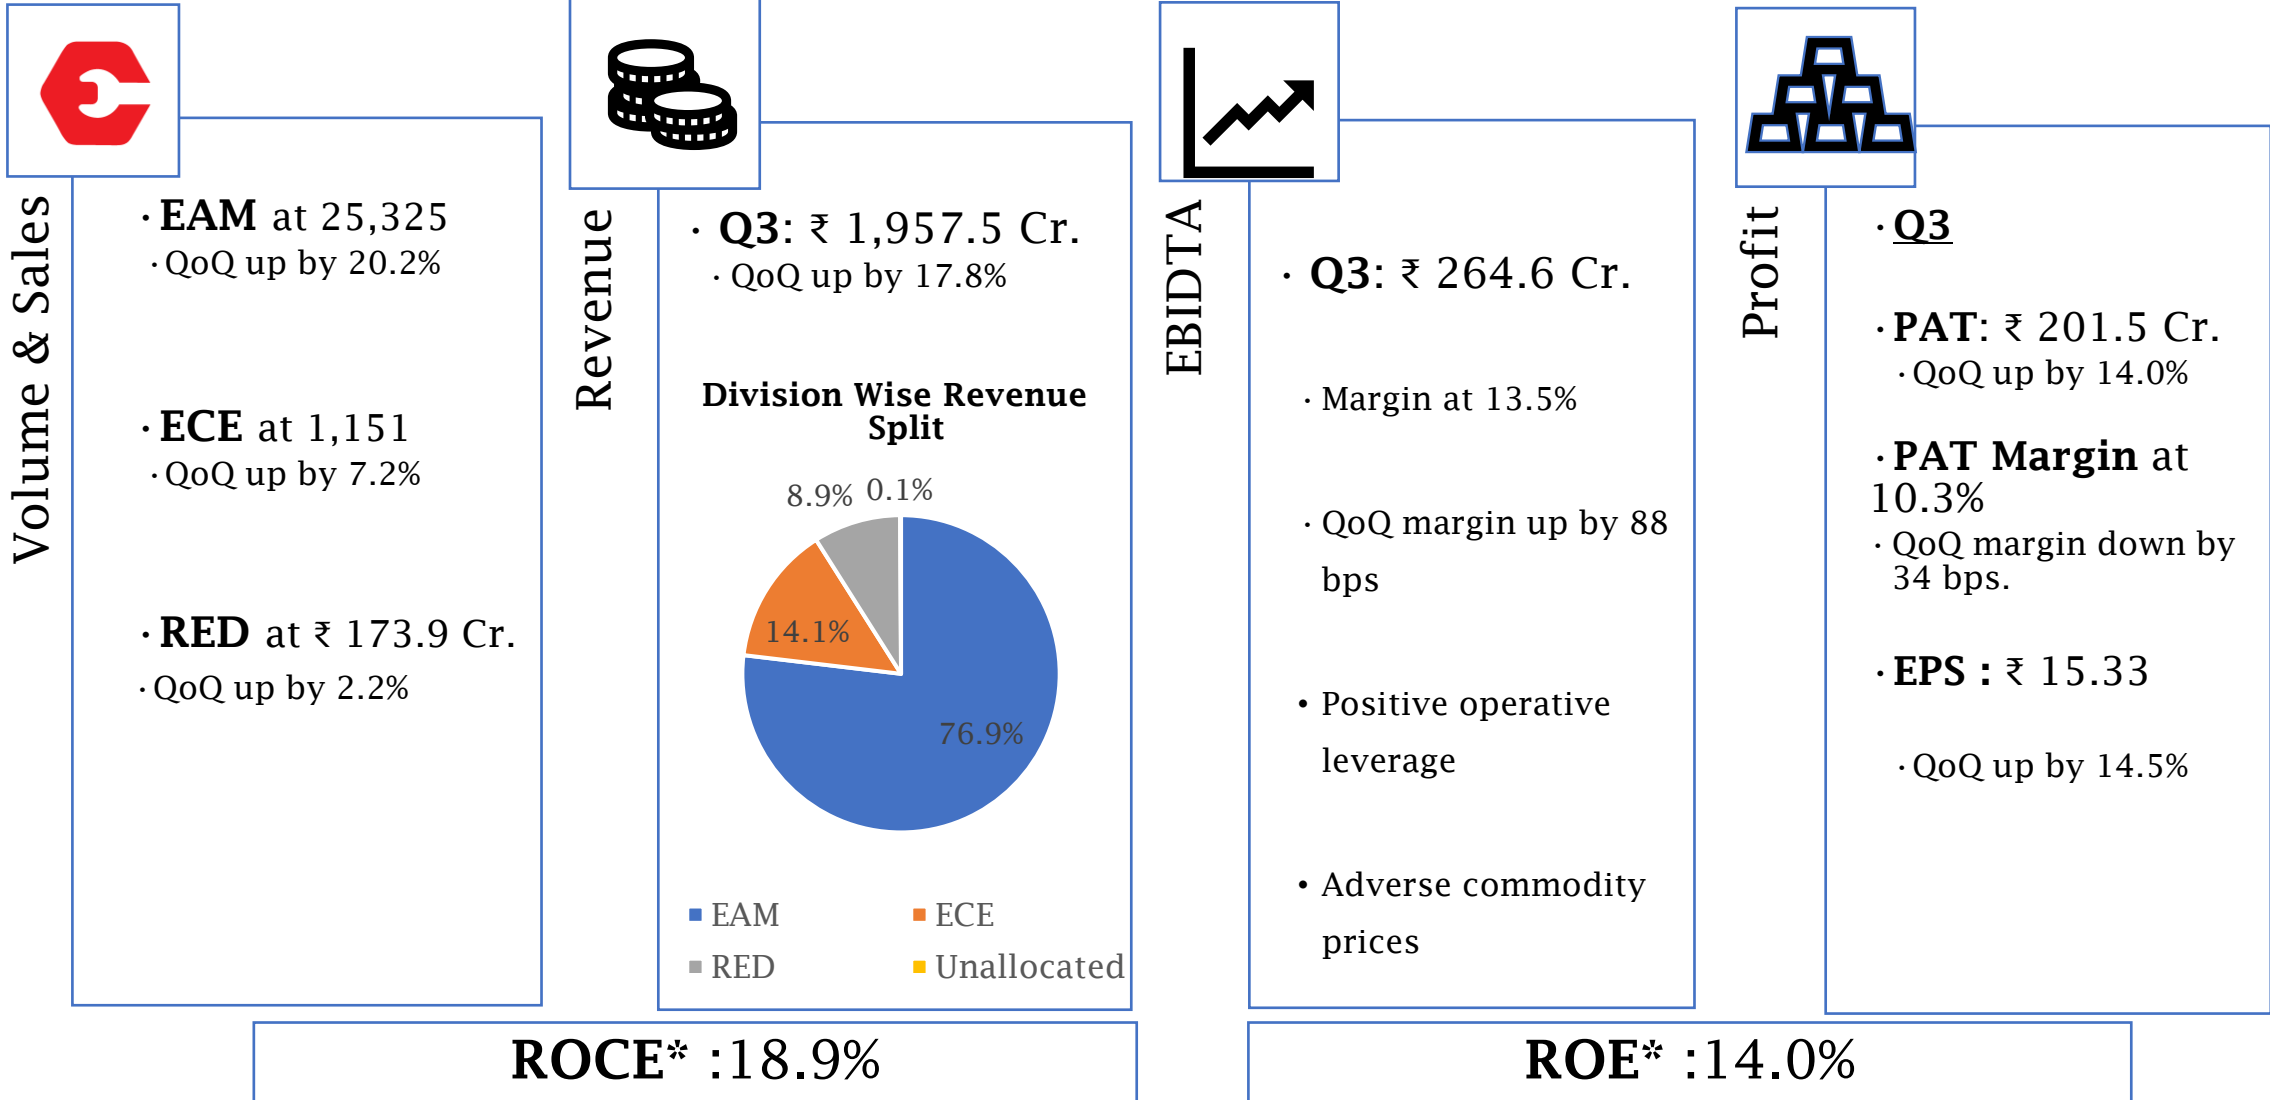 Volume & Sales
· EAM at 25,325
· QoQ up by 20.2%
· ECE at 1,151
· QoQ up by 7.2%
· RED at ₹ 173.9 Cr.
· QoQ up by 2.2%
Revenue
· Q3: ₹ 1,957.5 Cr.
· QoQ up by 17.8%
Division Wise Revenue
Split
8.9% 0.1%
14.1%
76.9%
EAM ECE
RED Unallocated
EBIDTA
· Q3: ₹ 264.6 Cr.
· Margin at 13.5%
· QoQ margin up by 88
bps
• Positive operative
leverage
• Adverse commodity
prices
Profit
· Q3
· PAT: ₹ 201.5 Cr.
· QoQ up by 14.0%
· PAT Margin at
10.3%
· QoQ margin down by
34 bps.
· EPS : ₹ 15.33
· QoQ up by 14.5%
ROCE* :18.9%
ROE* :14.0%